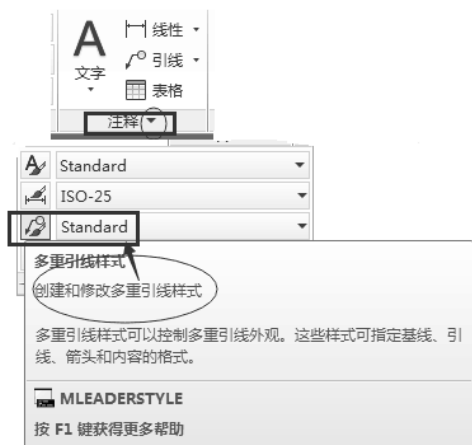 线性
A
引线
文字
表格
注释
Standard
ISO-25
Standard
多重引线样式
创建和修改多重引线样式
多重引线样式可以控制多重引线外观。这些样式可指定基线、引
线、箭头和内容的格式。
MLEADERSTYLE
按 F1 键获得更多帮助